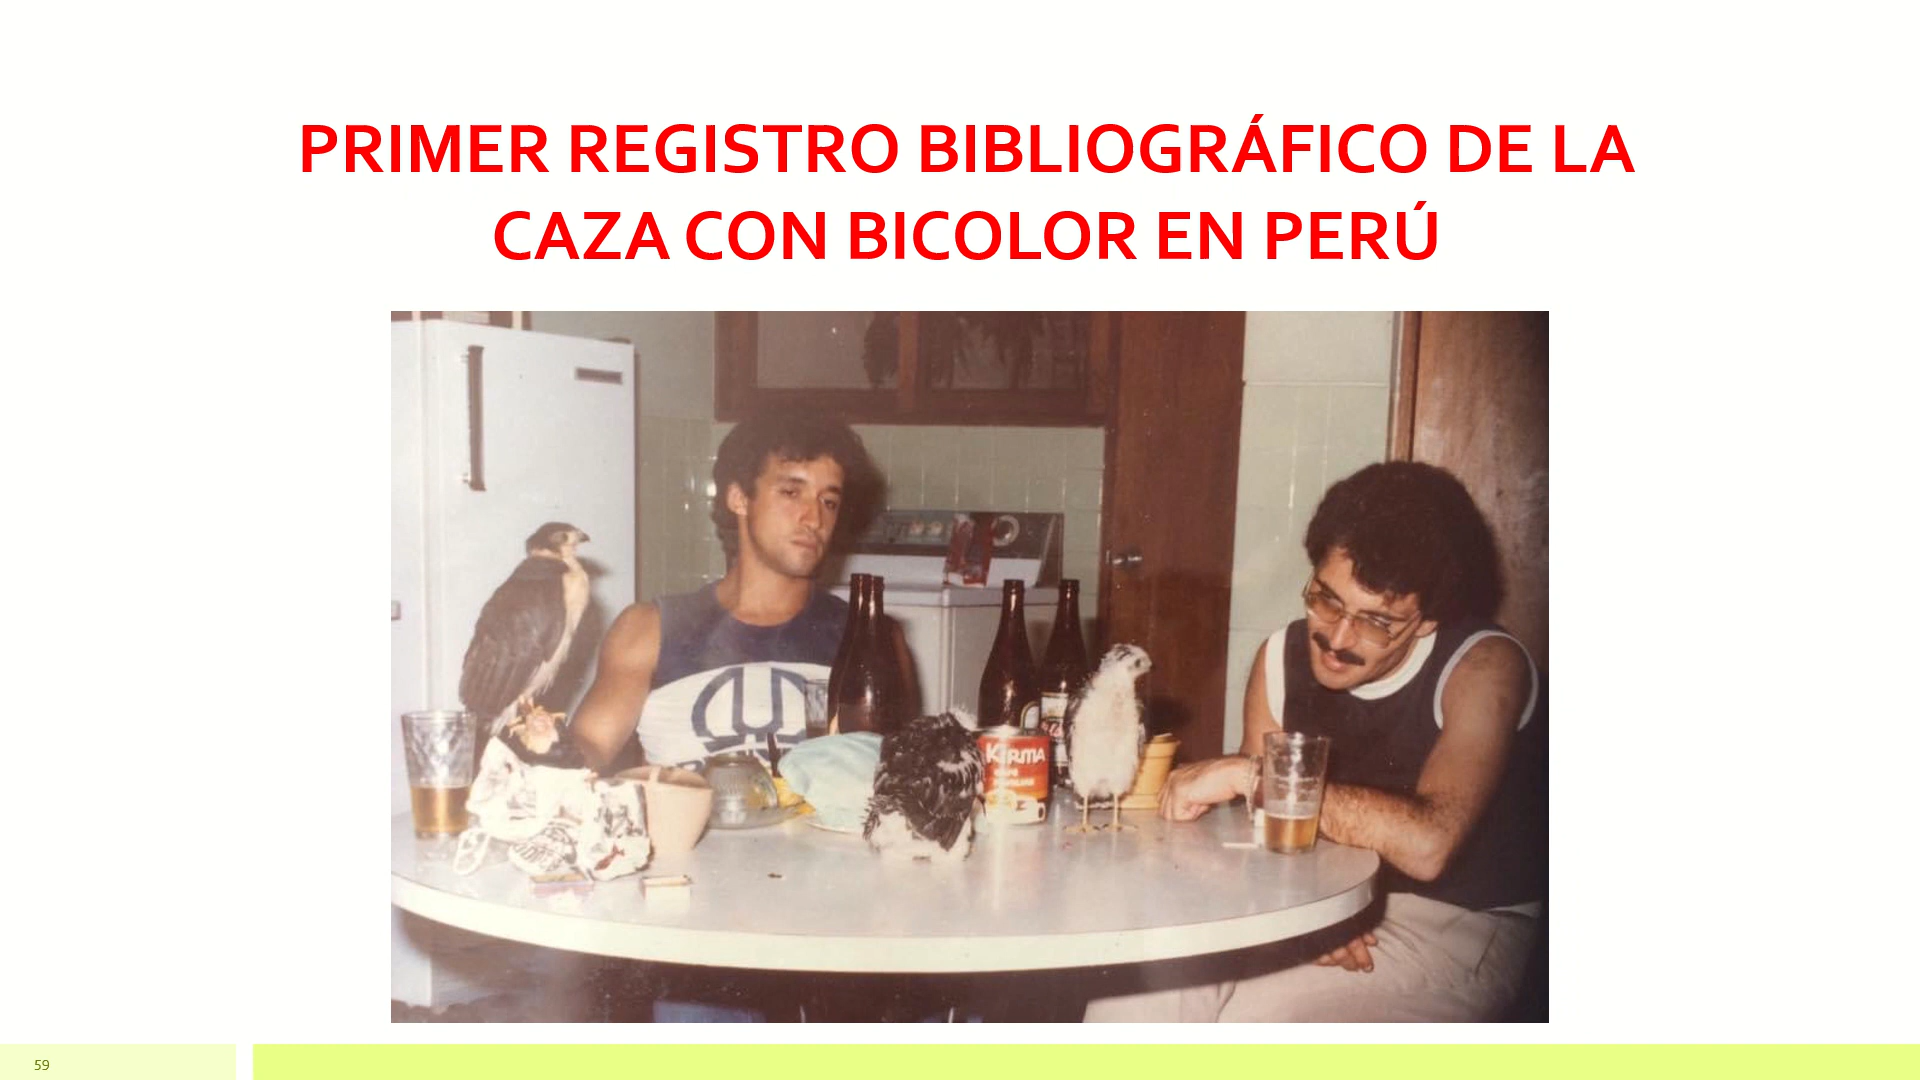 PRIMER REGISTRO BIBLIOGRÁFICO DE LA
CAZA CON BICOLOR EN PERÚ
KIRMA
59